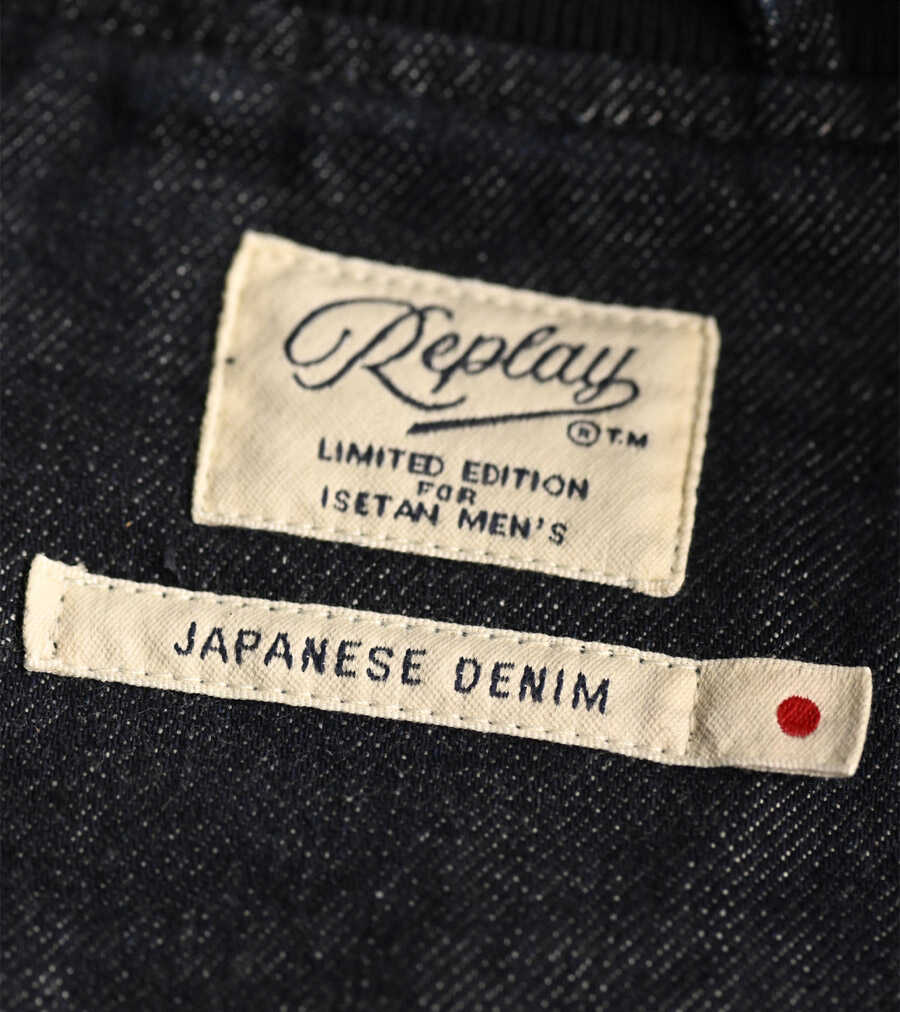 Replay
® T.M
LIMITED EDITION
FOR
ISETAN MEN'S
JAPANESE DENIM